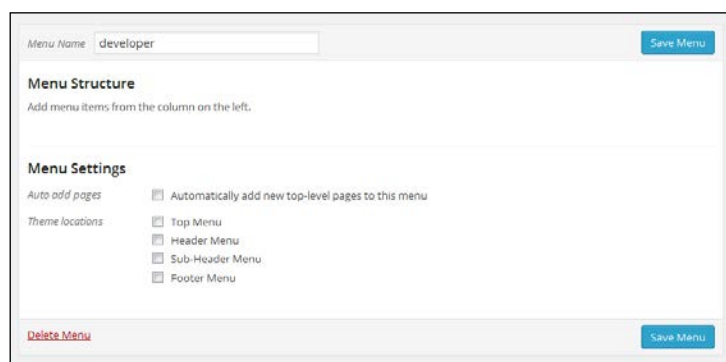 Menu Name developer Save Menu
Menu Structure
Add menu items from the column on the left.
Menu Settings
Auto add pages Automatically add new top-level pages to this menu
Theme locations Top Menu
Header Menu
Sub-Header Menu
Footer Menu
Delete Menu Save Menu